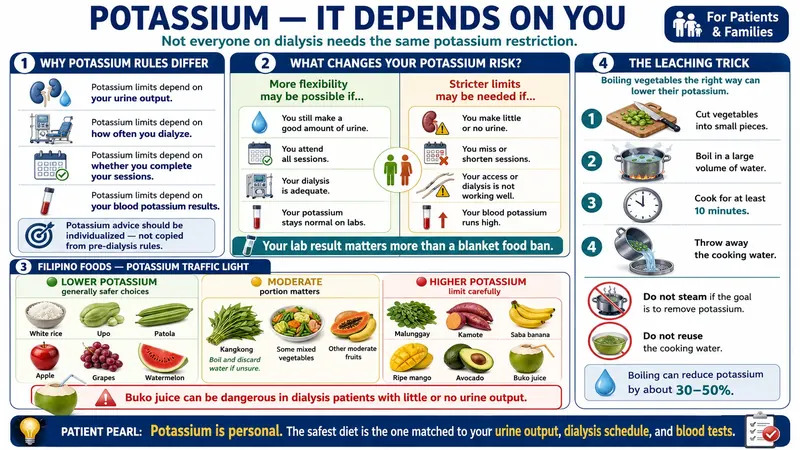 POTASSIUM — IT DEPENDS ON YOU
Not everyone on dialysis needs the same potassium restriction.
For Patients
& Families
1 WHY POTASSIUM RULES DIFFER
Potassium limits depend on
your urine output.
Potassium limits depend on
how often you dialyze.
Potassium limits depend on
whether you complete
your sessions.
Potassium limits depend on
your blood potassium results.
Potassium advice should be
individualized — not copied
from pre-dialysis rules.
2 WHAT CHANGES YOUR POTASSIUM RISK?
More flexibility
may be possible if...
You still make a
good amount of urine.
You attend
all sessions.
Your dialysis
is adequate.
Your potassium
stays normal on labs.
Stricter limits
may be needed if...
You make little
or no urine.
You miss or
shorten sessions.
Your access or
dialysis is not
working well.
Your blood potassium
runs high.
Your lab result matters more than a blanket food ban.
3 FILIPINO FOODS — POTASSIUM TRAFFIC LIGHT
LOWER POTASSIUM
generally safer choices
White rice
Upo
Patola
Apple
Grapes
Watermelon
MODERATE
portion matters
Kangkong
Boil and discard
water if unsure.
Some mixed
vegetables
Other moderate
fruits
HIGHER POTASSIUM
limit carefully
Malunggay
Kamote
Saba banana
Ripe mango
Avocado
Buko juice
Buko juice can be dangerous in dialysis patients with little or no urine output.
4 THE LEACHING TRICK
Boiling vegetables the right way can
lower their potassium.
1 Cut vegetables
into small pieces.
2 Boil in a large
volume of water.
3 Cook for at least
10 minutes.
4 Throw away
the cooking water.
Do not steam if the goal
is to remove potassium.
Do not reuse
the cooking water.
Boiling can reduce potassium
by about 30–50%.
PATIENT PEARL: Potassium is personal. The safest diet is the one matched to your urine output, dialysis schedule, and blood tests.